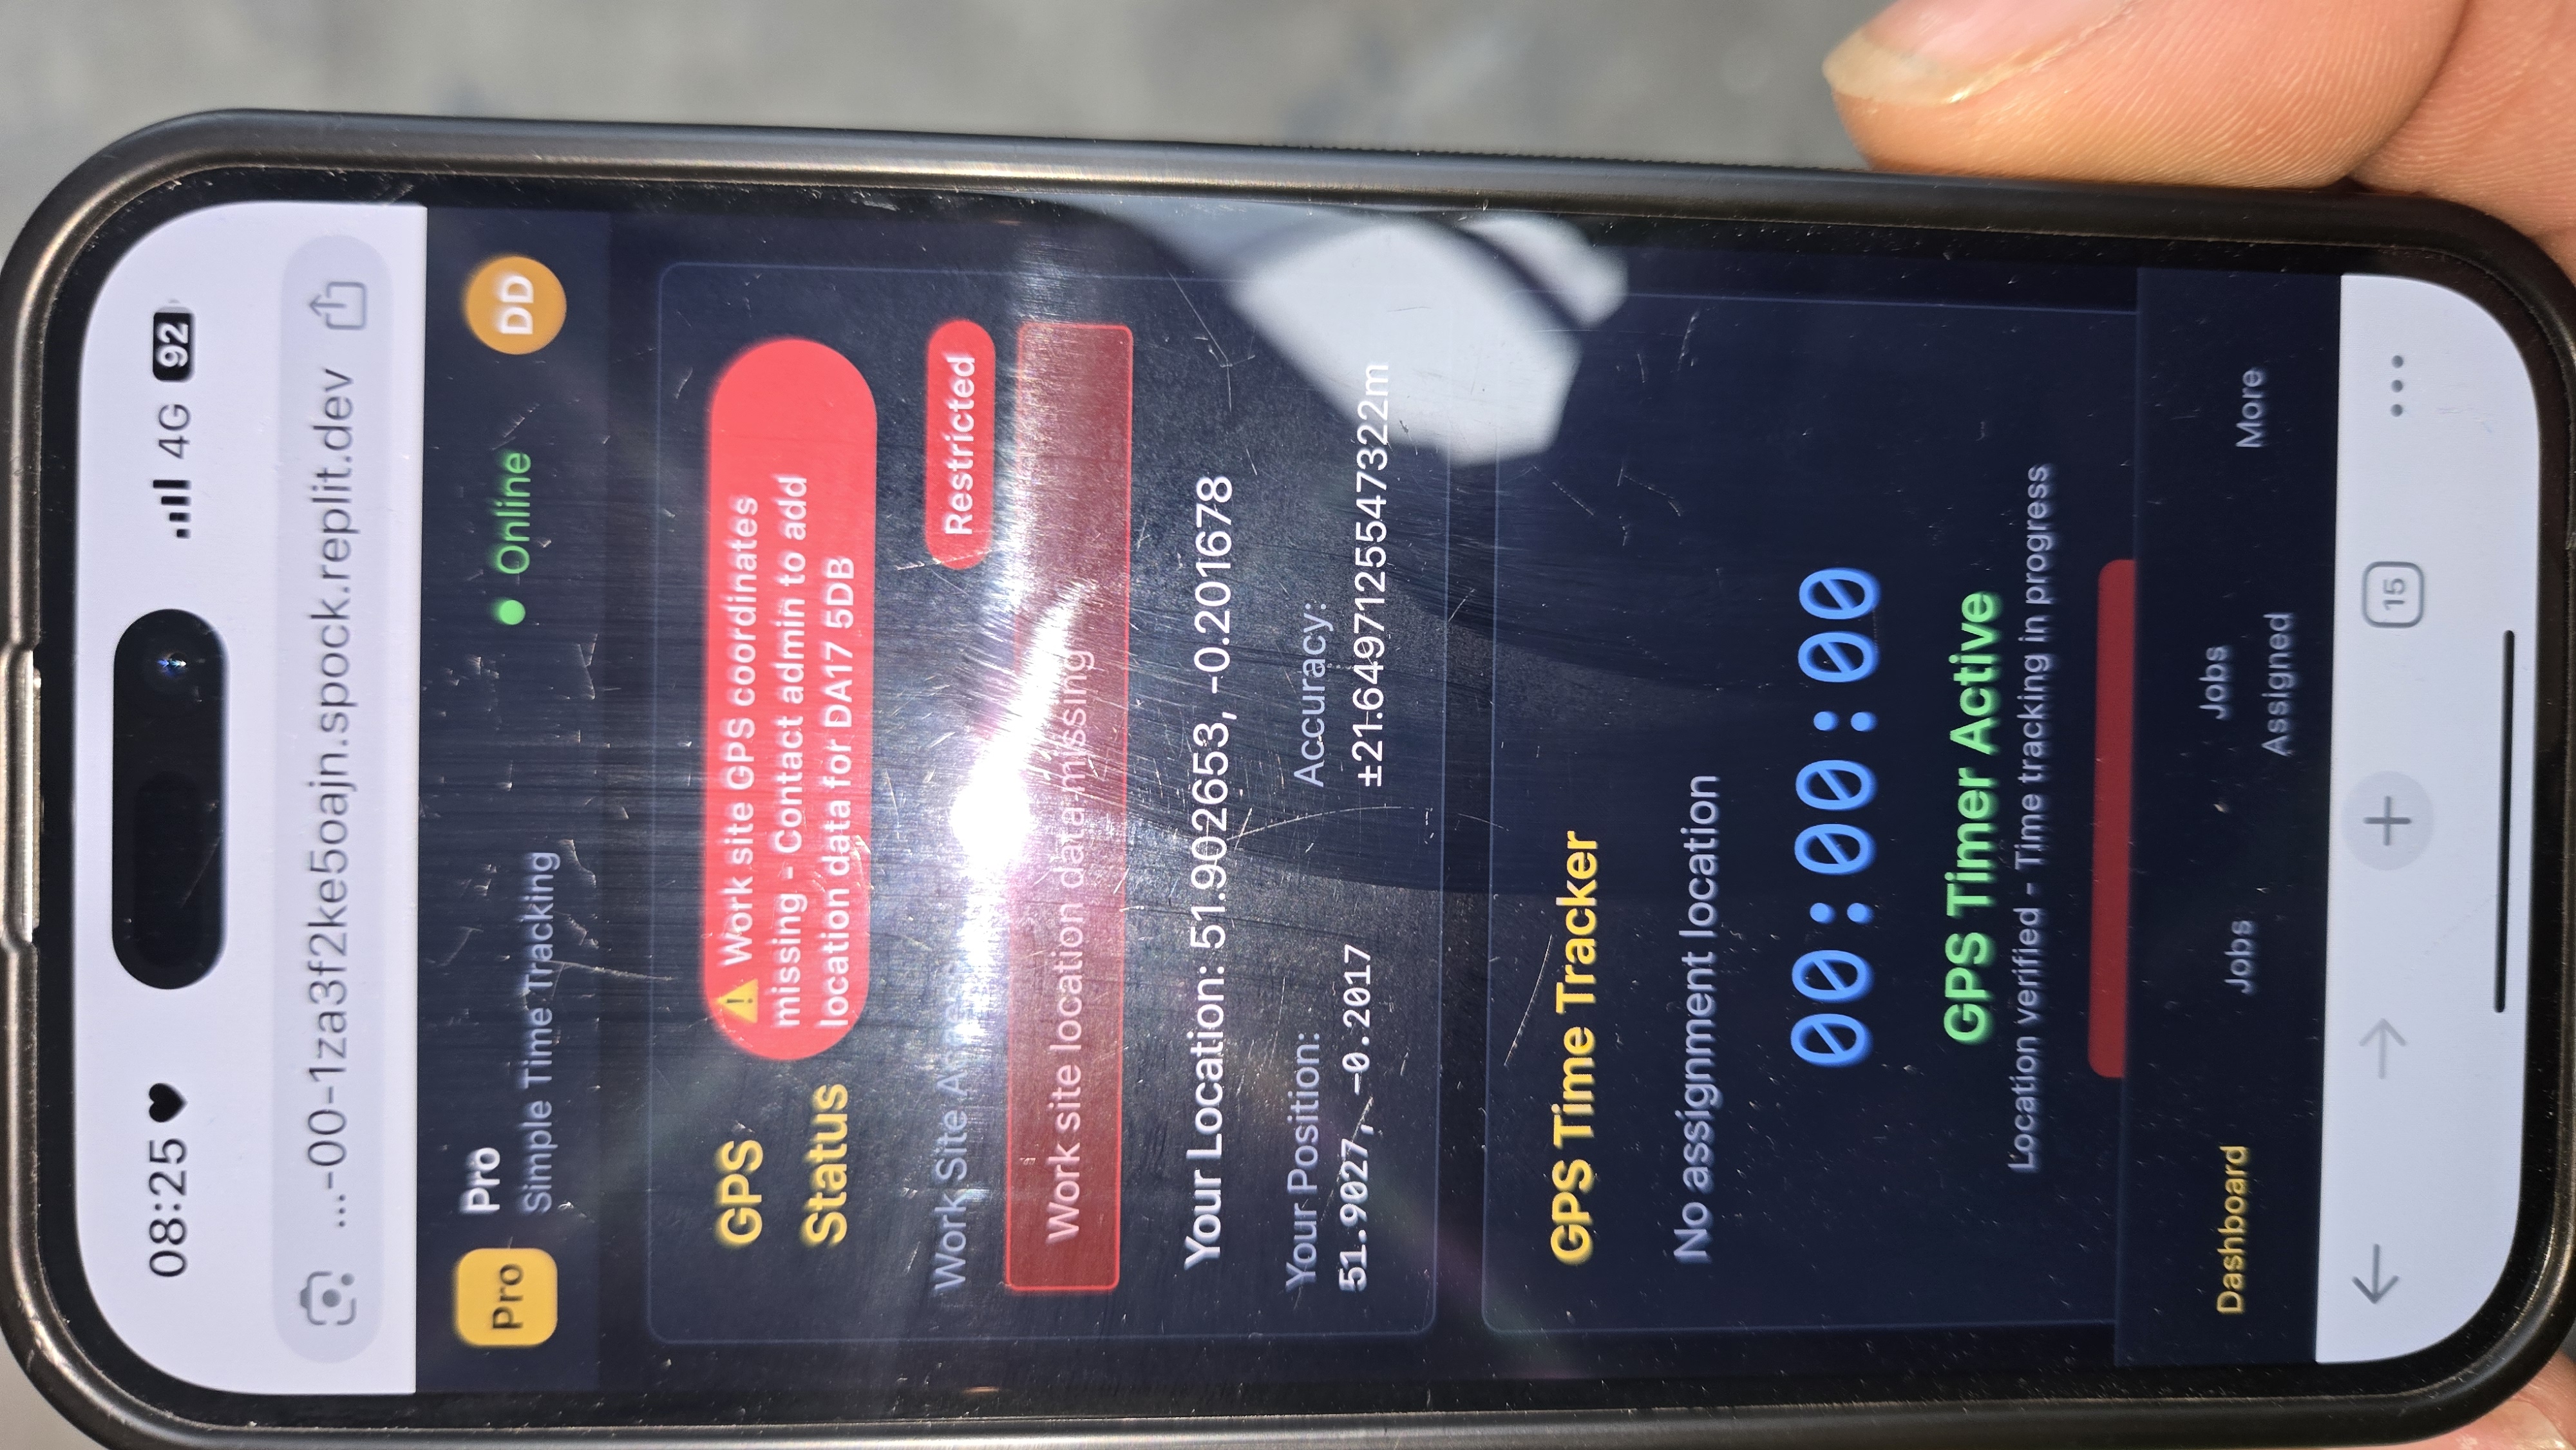 08:25
4G
92
...-00-1za3f2ke5oajn.spock.replit.dev
Pro
Pro
Simple Time Tracking
Online
DD
GPS
Status
⚠ Work site GPS coordinates
missing - Contact admin to add
location data for DA17 5DB
Work Site Access
Restricted
Work site location data missing
Your Location: 51.902653, -0.201678
Your Position:
51.9027, -0.2017
Accuracy:
±21.6497125547322m
GPS Time Tracker
No assignment location
00:00:00
GPS Timer Active
Location verified - Time tracking in progress
Dashboard
Jobs
Jobs
Assigned
More
15